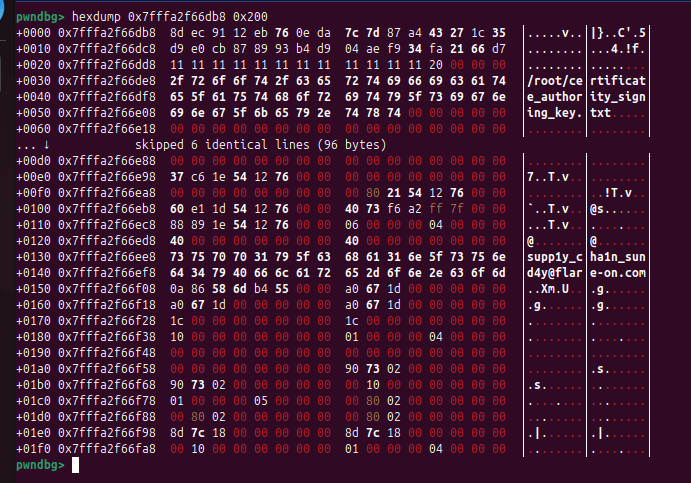 pwndbg> hexdump 0x7fffa2f66db8 0x200
+0000 0x7fffa2f66db8 8d ec 91 12 eb 76 0e da 7c 7d 87 a4 43 27 1c 35 .....v.. |}..C'.5
+0010 0x7fffa2f66dc8 d9 e0 cb 87 89 93 b4 d9 04 ae f9 34 fa 21 66 d7 ........ ...4.!f.
+0020 0x7fffa2f66dd8 11 11 11 11 11 11 11 11 11 11 11 11 20 00 00 00 ........ .... ...
+0030 0x7fffa2f66de8 2f 72 6f 6f 74 2f 63 65 72 74 69 66 69 63 61 74 /root/ce rtificat
+0040 0x7fffa2f66df8 65 5f 61 75 74 68 6f 72 69 74 79 5f 73 69 67 6e e_author ity_sign
+0050 0x7fffa2f66e08 69 6e 67 5f 6b 65 79 2e 74 78 74 00 00 00 00 00 ing_key. txt.....
+0060 0x7fffa2f66e18 00 00 00 00 00 00 00 00 00 00 00 00 00 00 00 00 ........ ........
... ↓ skipped 6 identical lines (96 bytes)
+00d0 0x7fffa2f66e88 00 00 00 00 00 00 00 00 00 00 00 00 00 00 00 00 ........ ........
+00e0 0x7fffa2f66e98 37 c6 1e 54 12 76 00 00 00 00 00 00 00 00 00 00 7..T.v.. ........
+00f0 0x7fffa2f66ea8 00 00 00 00 00 00 00 00 00 80 21 54 12 76 00 00 ........ ..!T.v..
+0100 0x7fffa2f66eb8 60 e1 1d 54 12 76 00 00 40 73 f6 a2 ff 7f 00 00 `..T.v.. @s......
+0110 0x7fffa2f66ec8 88 89 1e 54 12 76 00 00 06 00 00 00 04 00 00 00 ...T.v.. ........
+0120 0x7fffa2f66ed8 40 00 00 00 00 00 00 00 40 00 00 00 00 00 00 00 @....... @.......
+0130 0x7fffa2f66ee8 73 75 70 70 31 79 5f 63 68 61 31 6e 5f 73 75 6e supp1y_c ha1n_sun
+0140 0x7fffa2f66ef8 64 34 79 40 66 6c 61 72 65 2d 6f 6e 2e 63 6f 6d d4y@flar e-on.com
+0150 0x7fffa2f66f08 0a 86 58 6d b4 55 00 00 a0 67 1d 00 00 00 00 00 ..Xm.U.. .g......
+0160 0x7fffa2f66f18 a0 67 1d 00 00 00 00 00 a0 67 1d 00 00 00 00 00 .g...... .g......
+0170 0x7fffa2f66f28 1c 00 00 00 00 00 00 00 1c 00 00 00 00 00 00 00 ........ ........
+0180 0x7fffa2f66f38 10 00 00 00 00 00 00 00 01 00 00 00 04 00 00 00 ........ ........
+0190 0x7fffa2f66f48 00 00 00 00 00 00 00 00 00 00 00 00 00 00 00 00 ........ ........
+01a0 0x7fffa2f66f58 00 00 00 00 00 00 00 00 90 73 02 00 00 00 00 00 ........ .s......
+01b0 0x7fffa2f66f68 90 73 02 00 00 00 00 00 00 10 00 00 00 00 00 00 .s...... ........
+01c0 0x7fffa2f66f78 01 00 00 00 05 00 00 00 00 80 02 00 00 00 00 00 ........ ........
+01d0 0x7fffa2f66f88 00 80 02 00 00 00 00 00 00 80 02 00 00 00 00 00 ........ ........
+01e0 0x7fffa2f66f98 8d 7c 18 00 00 00 00 00 8d 7c 18 00 00 00 00 00 .|...... .|......
+01f0 0x7fffa2f66fa8 00 10 00 00 00 00 00 00 01 00 00 00 04 00 00 00 ........ ........
pwndbg>